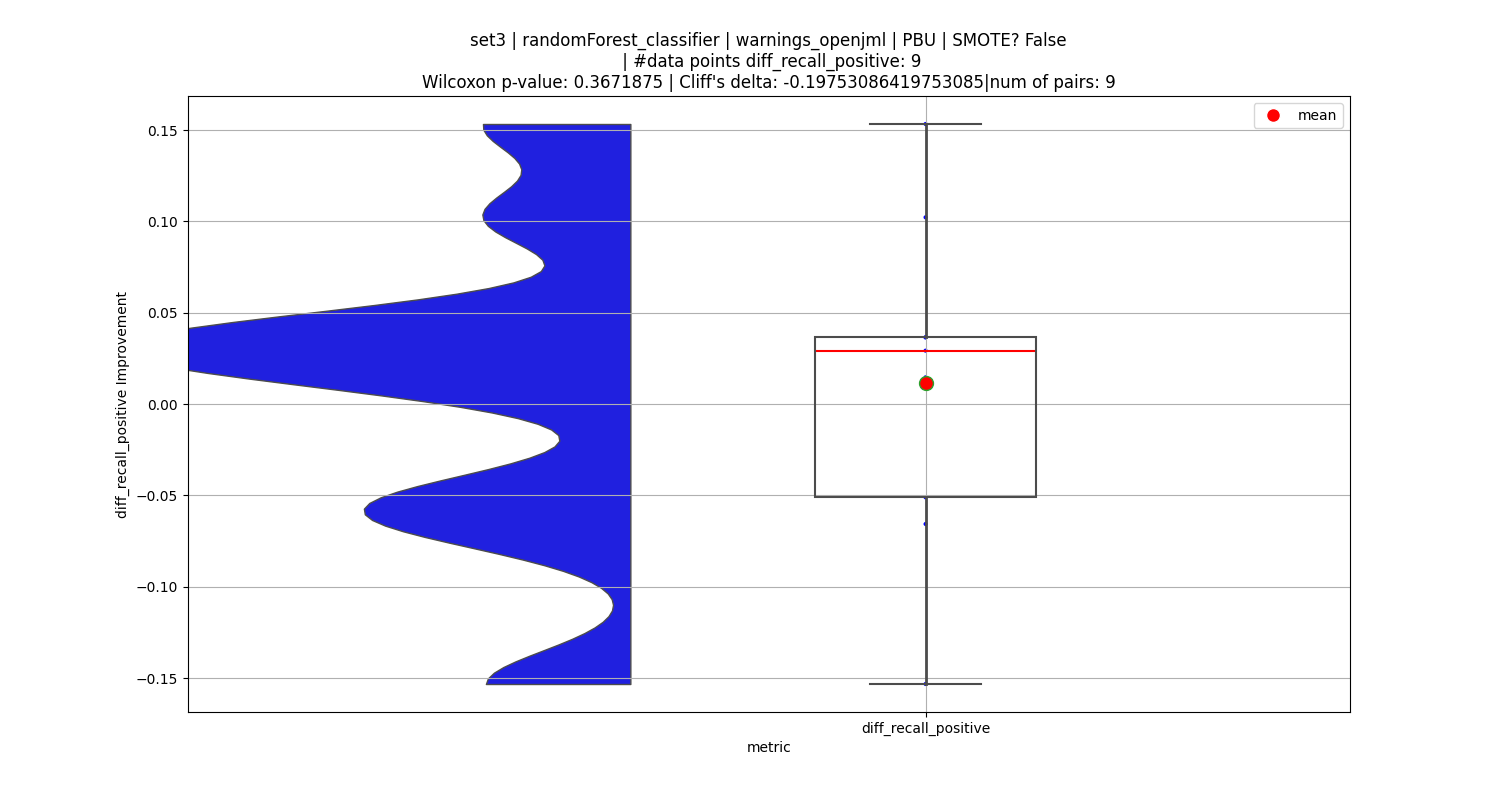 set3 | randomForest_classifier | warnings_openjml | PBU | SMOTE? False
| #data points diff_recall_positive: 9
Wilcoxon p-value: 0.3671875 | Cliff's delta: -0.19753086419753085|num of pairs: 9
mean
0.15
0.10
0.05
0.00
−0.05
−0.10
−0.15
diff_recall_positive Improvement
diff_recall_positive
metric